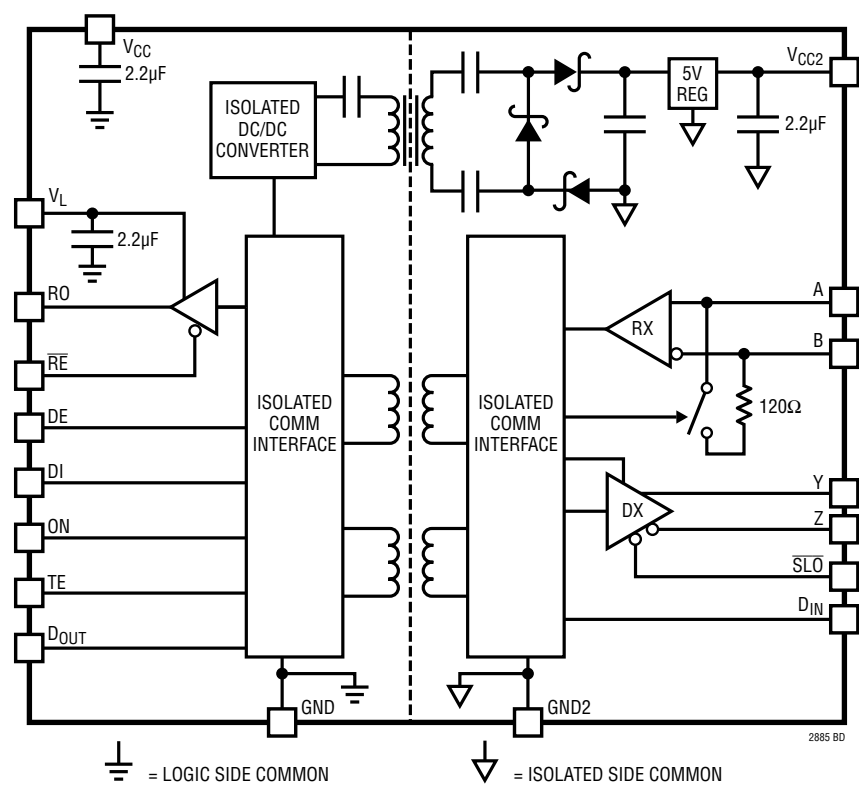 VCC
2.2µF
ISOLATED
DC/DC
CONVERTER
5V
REG
VCC2
2.2µF
VL
2.2µF
RO
RE
DE
DI
ON
TE
DOUT
ISOLATED
COMM
INTERFACE
ISOLATED
COMM
INTERFACE
RX
A
B
120Ω
DX
Y
Z
SLO
DIN
GND
GND2
2885 BD
= LOGIC SIDE COMMON
= ISOLATED SIDE COMMON